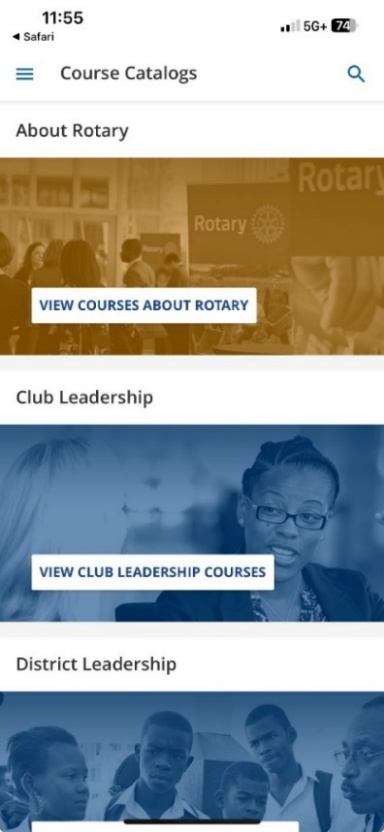 11:55
5G+ 74
◀ Safari
Course Catalogs
About Rotary
Rotary
Rotary
Rotary
VIEW COURSES ABOUT ROTARY
Club Leadership
VIEW CLUB LEADERSHIP COURSES
District Leadership